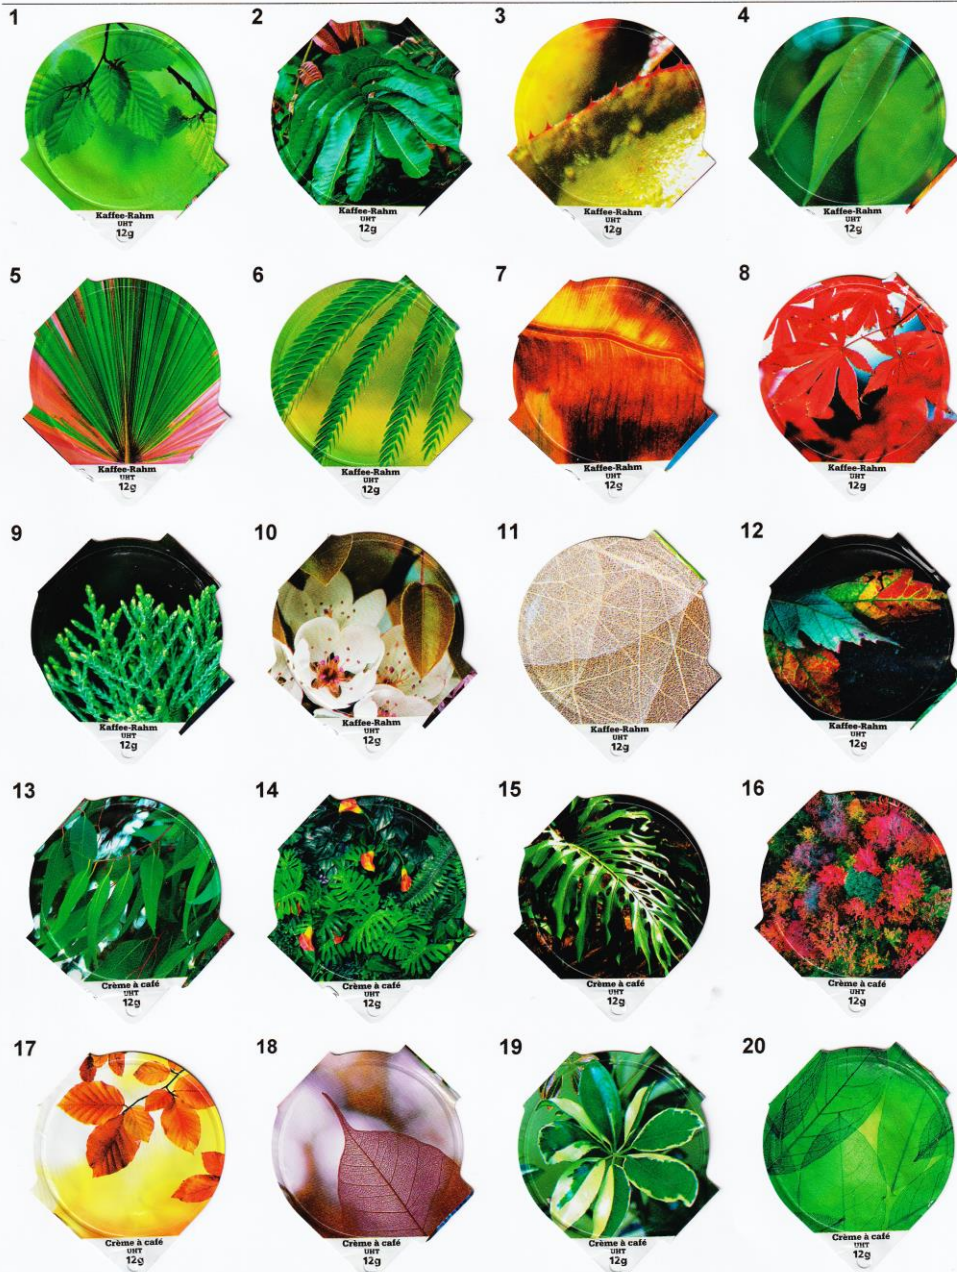 1
2
3
4
Kaffee-Rahm
UHT
12g
Kaffee-Rahm
UHT
12g
Kaffee-Rahm
UHT
12g
Kaffee-Rahm
UHT
12g
5
6
7
8
Kaffee-Rahm
UHT
12g
Kaffee-Rahm
UHT
12g
Kaffee-Rahm
UHT
12g
Kaffee-Rahm
UHT
12g
9
10
11
12
Kaffee-Rahm
UHT
12g
Kaffee-Rahm
UHT
12g
Kaffee-Rahm
UHT
12g
Kaffee-Rahm
UHT
12g
13
14
15
16
Crème à café
UHT
12g
Crème à café
UHT
12g
Crème à café
UHT
12g
Crème à café
UHT
12g
17
18
19
20
Crème à café
UHT
12g
Crème à café
UHT
12g
Crème à café
UHT
12g
Crème à café
UHT
12g